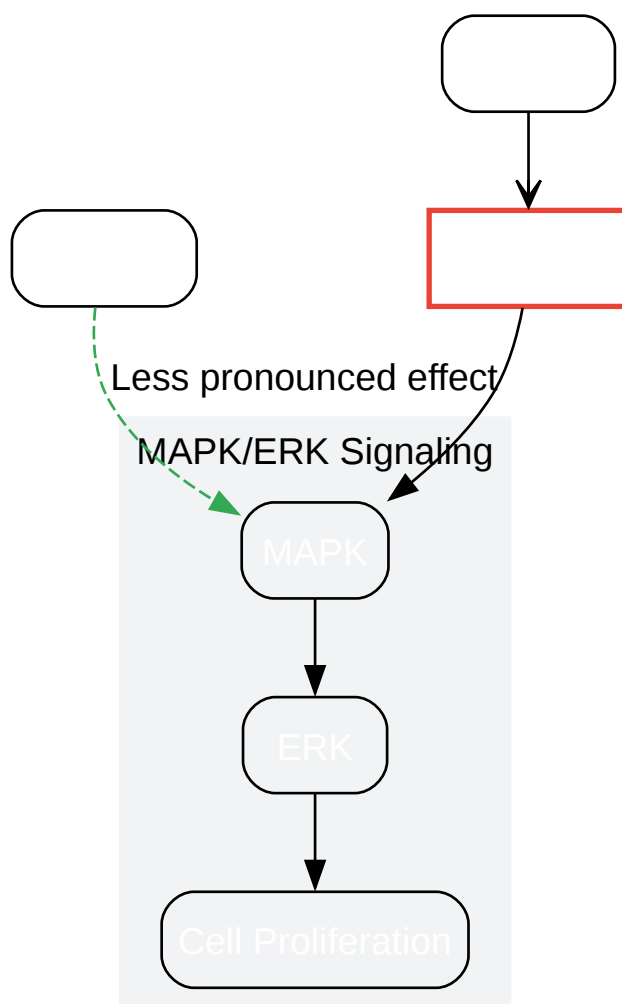 Less pronounced effect
MAPK/ERK Signaling
MAPK
ERK
Cell Proliferation